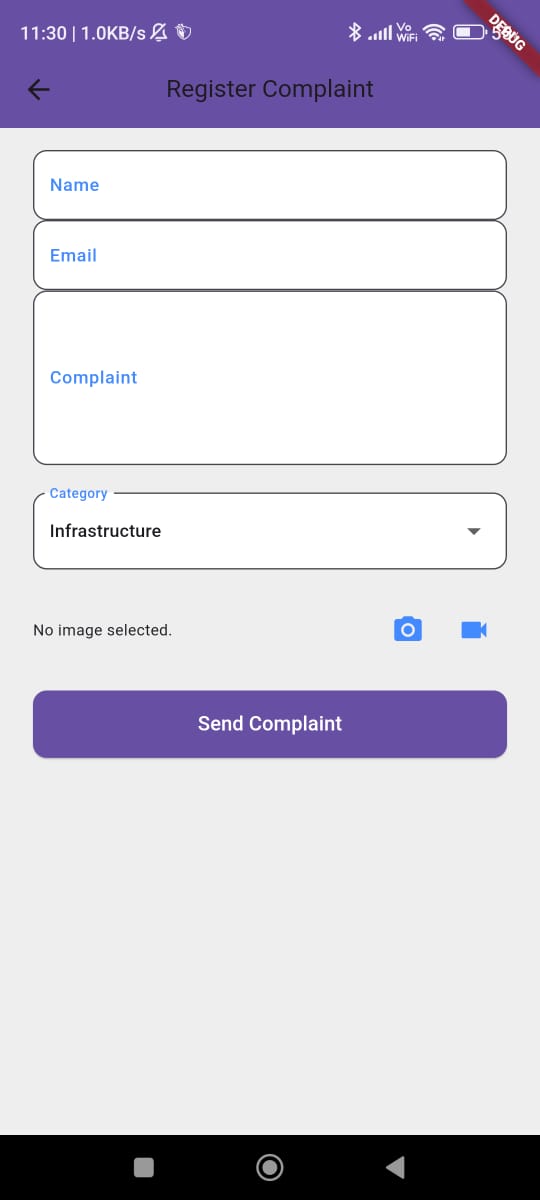 11:30 | 1.0KB/s
Vo
WiFi
DEBUG
Register Complaint
Name
Email
Complaint
Category
Infrastructure
No image selected.
Send Complaint